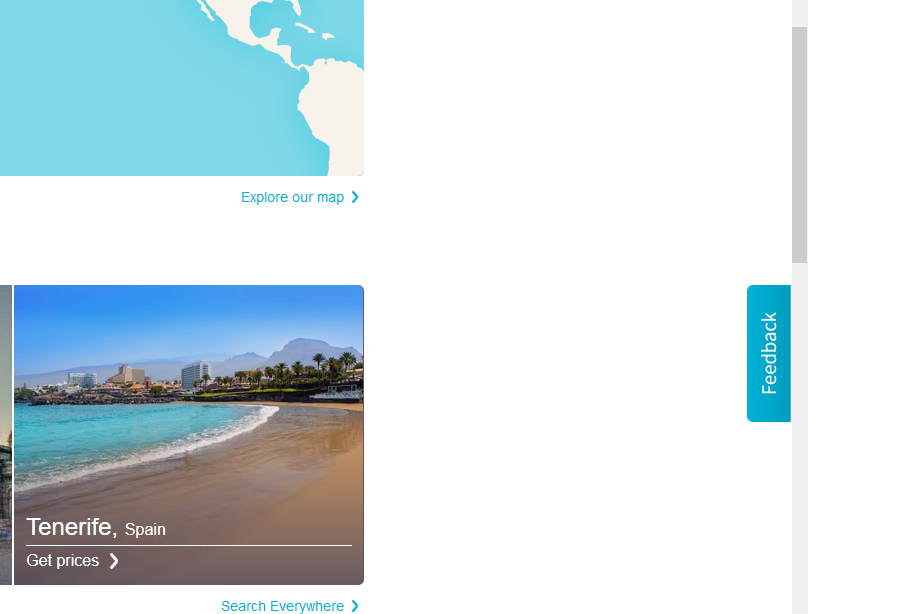 Explore our map
Feedback
Tenerife, Spain
Get prices
Search Everywhere